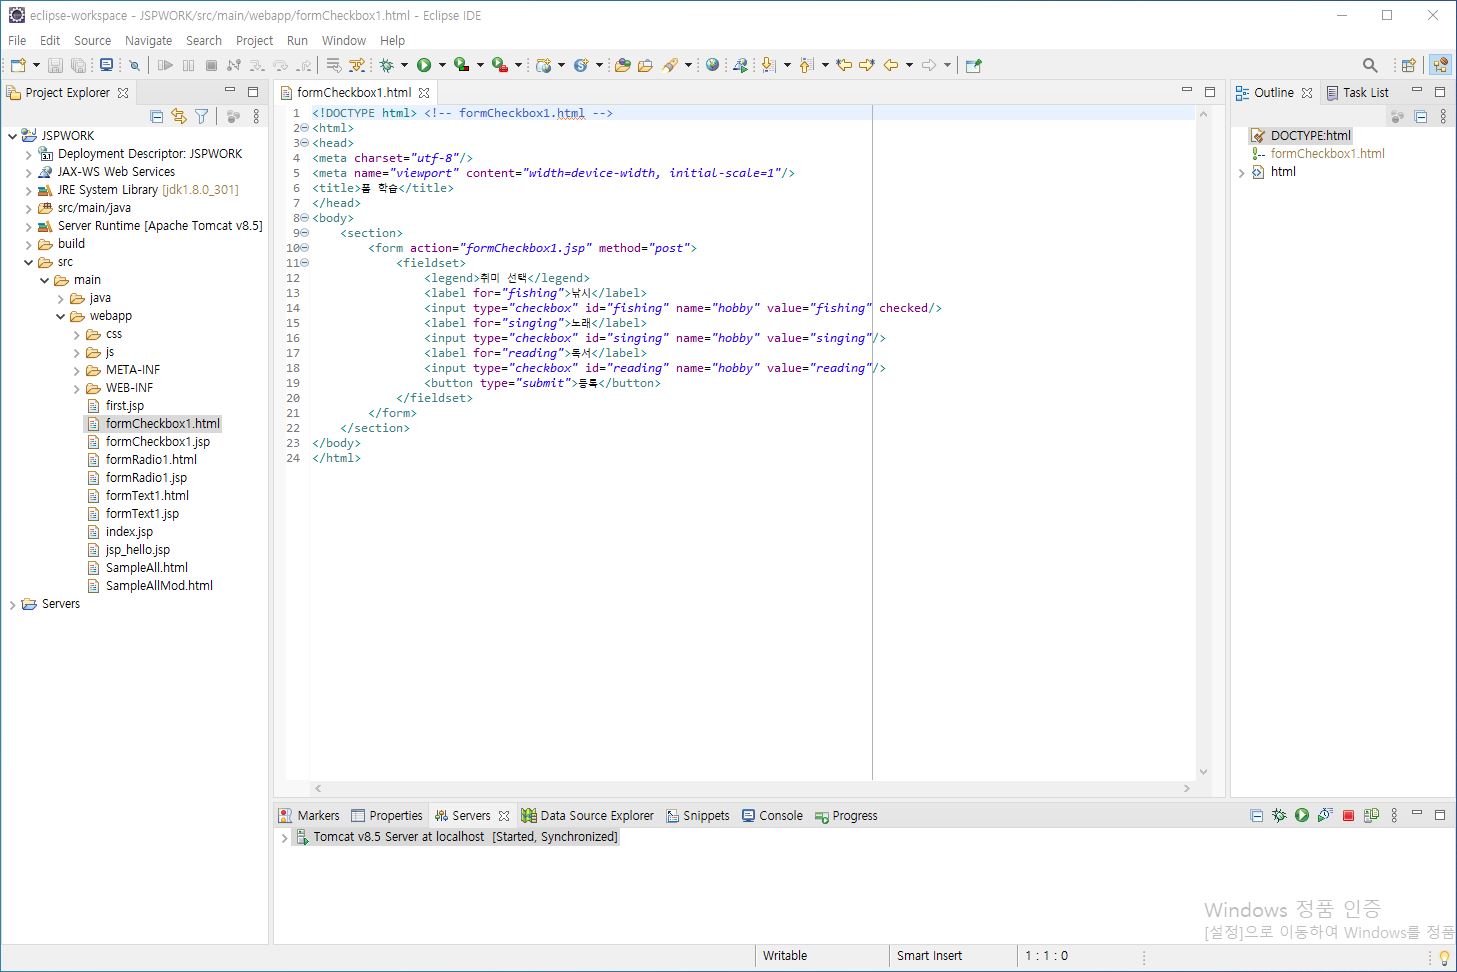 eclipse-workspace - JSPWORK/src/main/webapp/formCheckbox1.html - Eclipse IDE
File Edit Source Navigate Search Project Run Window Help
Project Explorer
JSPWORK
Deployment Descriptor: JSPWORK
JAX-WS Web Services
JRE System Library [jdk1.8.0_301]
src/main/java
Server Runtime [Apache Tomcat v8.5]
build
src
main
java
webapp
css
js
META-INF
WEB-INF
first.jsp
formCheckbox1.html
formCheckbox1.jsp
formRadio1.html
formRadio1.jsp
formText1.html
formText1.jsp
index.jsp
jsp_hello.jsp
SampleAll.html
SampleAllMod.html
Servers
formCheckbox1.html
1 <!DOCTYPE html> <!-- formCheckbox1.html -->
2 <html>
3 <head>
4 <meta charset="utf-8"/>
5 <meta name="viewport" content="width=device-width, initial-scale=1"/>
6 <title>폼 학습</title>
7 </head>
8 <body>
9 <section>
10 <form action="formCheckbox1.jsp" method="post">
11 <fieldset>
12 <legend>취미 선택</legend>
13 <label for="fishing">낚시</label>
14 <input type="checkbox" id="fishing" name="hobby" value="fishing" checked/>
15 <label for="singing">노래</label>
16 <input type="checkbox" id="singing" name="hobby" value="singing"/>
17 <label for="reading">독서</label>
18 <input type="checkbox" id="reading" name="hobby" value="reading"/>
19 <button type="submit">등록</button>
20 </fieldset>
21 </form>
22 </section>
23 </body>
24 </html>
Outline Task List
DOCTYPE:html
formCheckbox1.html
html
Markers Properties Servers Data Source Explorer Snippets Console Progress
Tomcat v8.5 Server at localhost [Started, Synchronized]
Windows 정품 인증
[설정]으로 이동하여 Windows를 정품
Writable Smart Insert 1 : 1 : 0